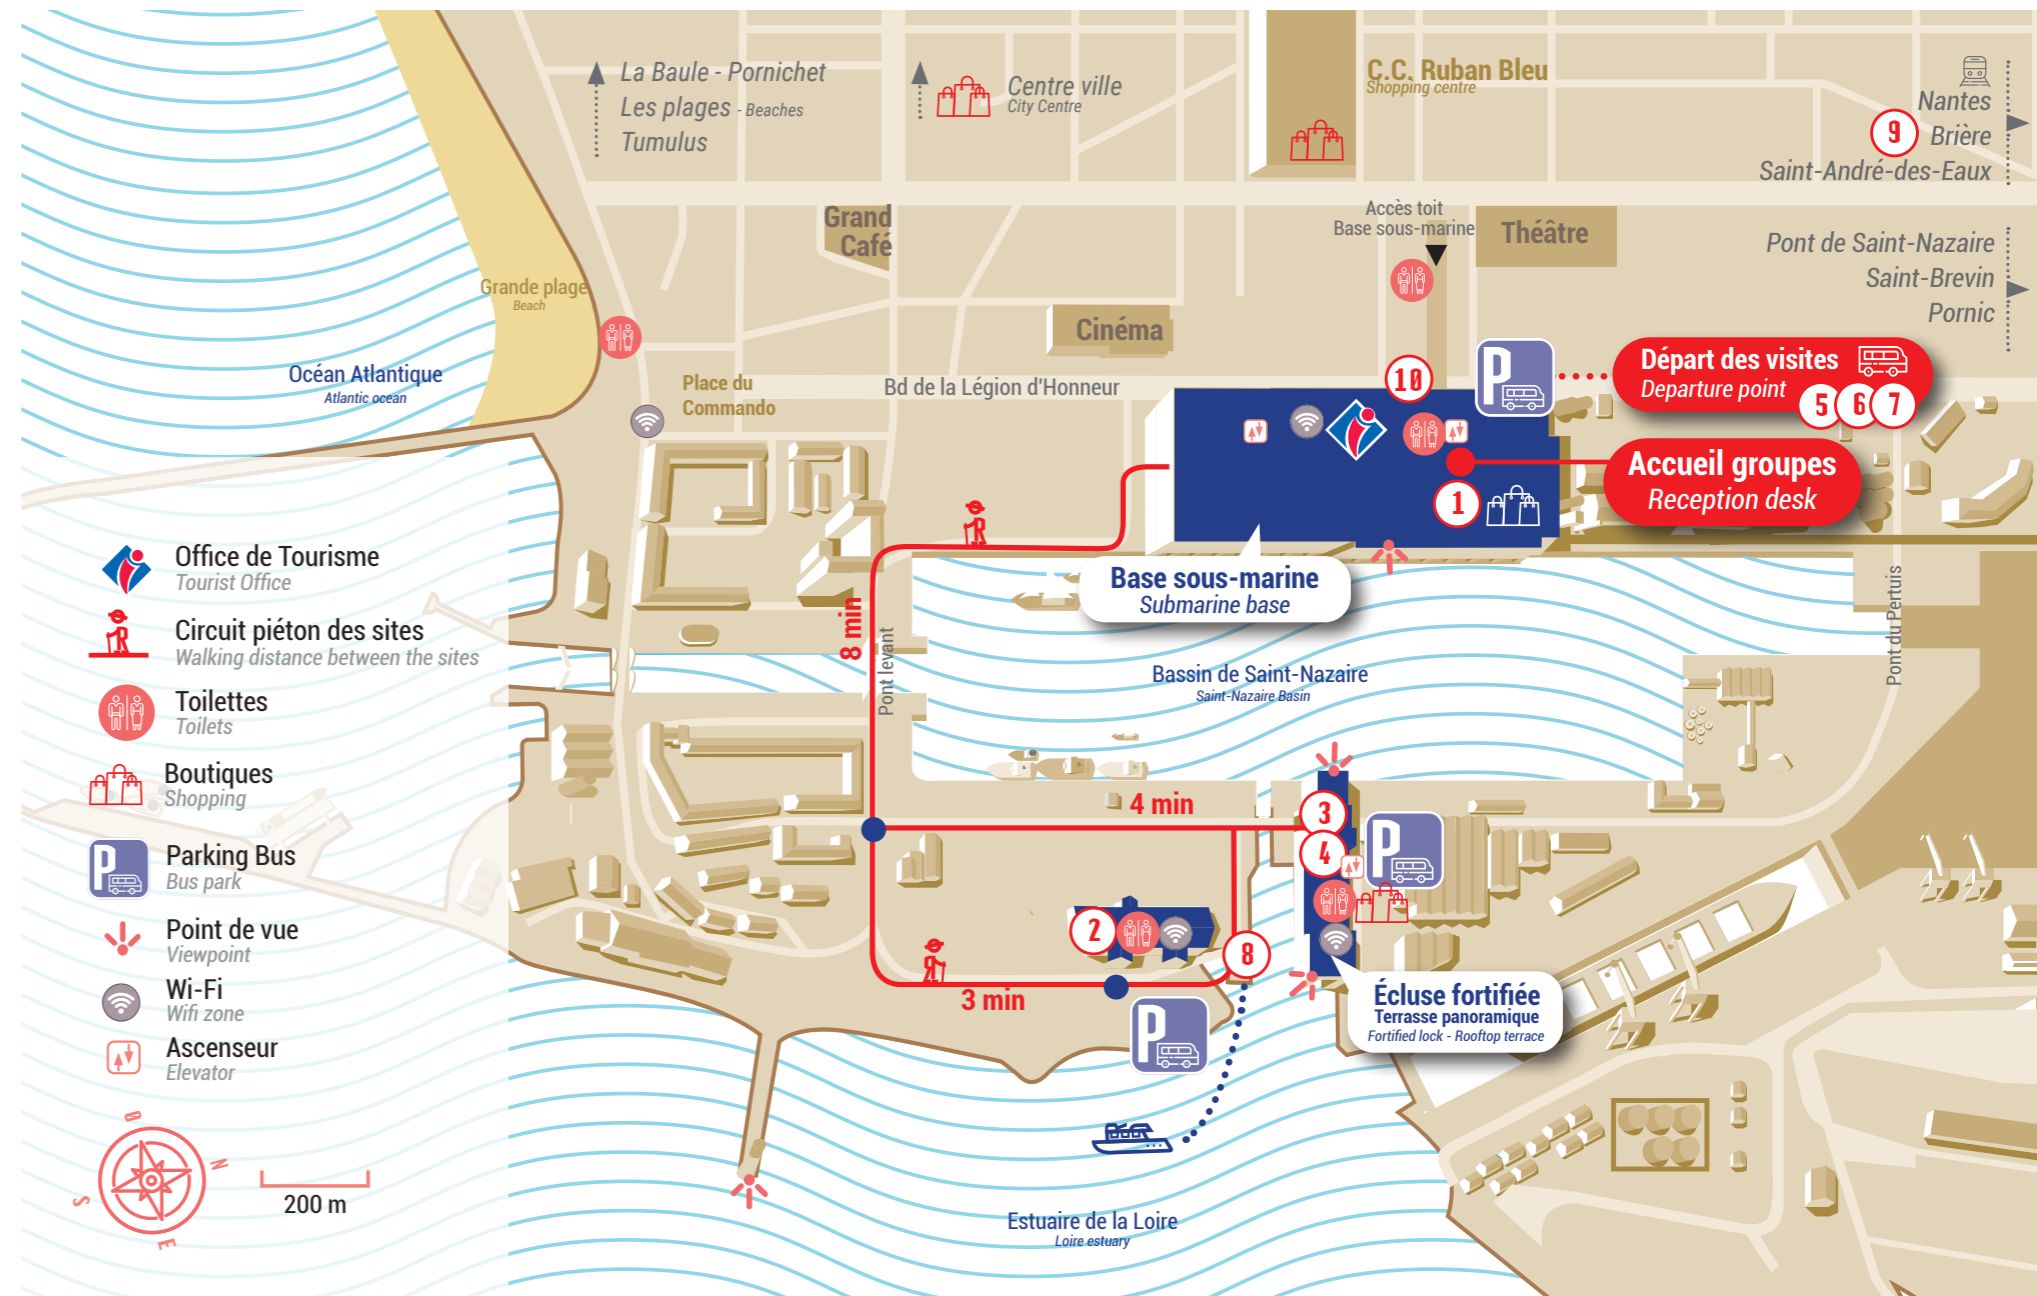 La Baule - Pornichet
Les plages - Beaches
Tumulus
Centre ville
City Centre
C.C. Ruban Bleu
Shopping centre
Nantes
9
Brière
Saint-André-des-Eaux
Grand
Café
Accès toit
Base sous-marine
Théâtre
Pont de Saint-Nazaire
Saint-Brevin
Pornic
Grande plage
Beach
Cinéma
Océan Atlantique
Atlantic ocean
Place du
Commando
Bd de la Légion d'Honneur
10
P
Départ des visites
Departure point
5 6 7
Accueil groupes
Reception desk
1
Base sous-marine
Submarine base
8 min
Pont levant
Pont du Pertuis
Bassin de Saint-Nazaire
Saint-Nazaire Basin
4 min
3
4
P
2
8
3 min
P
Écluse fortifiée
Terrasse panoramique
Fortified lock - Rooftop terrace
Estuaire de la Loire
Loire estuary
Office de Tourisme
Tourist Office
Circuit piéton des sites
Walking distance between the sites
Toilettes
Toilets
Boutiques
Shopping
P
Parking Bus
Bus park
Point de vue
Viewpoint
Wi-Fi
Wifi zone
Ascenseur
Elevator
O
N
S
E
200 m